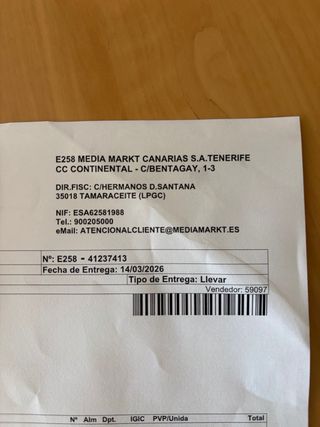 E258 MEDIA MARKT CANARIAS S.A.TENERIFE
CC CONTINENTAL - C/BENTAGAY, 1-3
DIR.FISC: C/HERMANOS D.SANTANA
35018 TAMARACEITE (LPGC)
NIF: ESA62581988
Tel.: 900205000
eMail: ATENCIONALCLIENTE@MEDIAMARKT.ES
Nº: E258 - 41237413
Fecha de Entrega: 14/03/2026
Tipo de Entrega: Llevar
Vendedor: 59097
Nº Alm Dpt. IGIC PVP/Unida Total